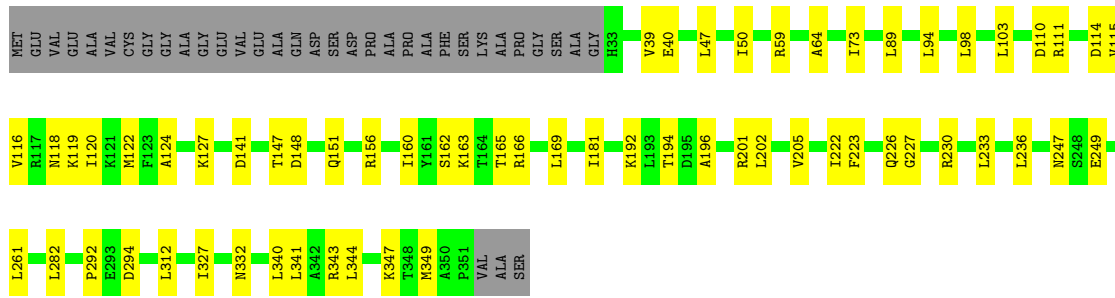 MET GLU VAL GLU ALA VAL CYS GLY GLY ALA GLY GLU VAL GLU ALA GLN ASP SER ASP PRO ALA PRO ALA PHE SER LYS ALA PRO GLY SER ALA GLY H33 V39 E40 L47 I50 R59 A64 I73 L89 L94 L98 L103 D110 R111 D114 V115
V116 R117 N118 K119 I120 K121 M122 F123 A124 K127 D141 T147 D148 Q151 R156 I160 Y161 S162 K163 T164 T165 R166 L169 I181 K192 L193 T194 D195 A196 R201 L202 V205 I222 F223 Q226 G227 R230 L233 L236 N247 S248 E249
L261 L282 P292 E293 D294 L312 I327 N332 L340 L341 A342 R343 L344 K347 T348 M349 A350 P351 VAL ALA SER